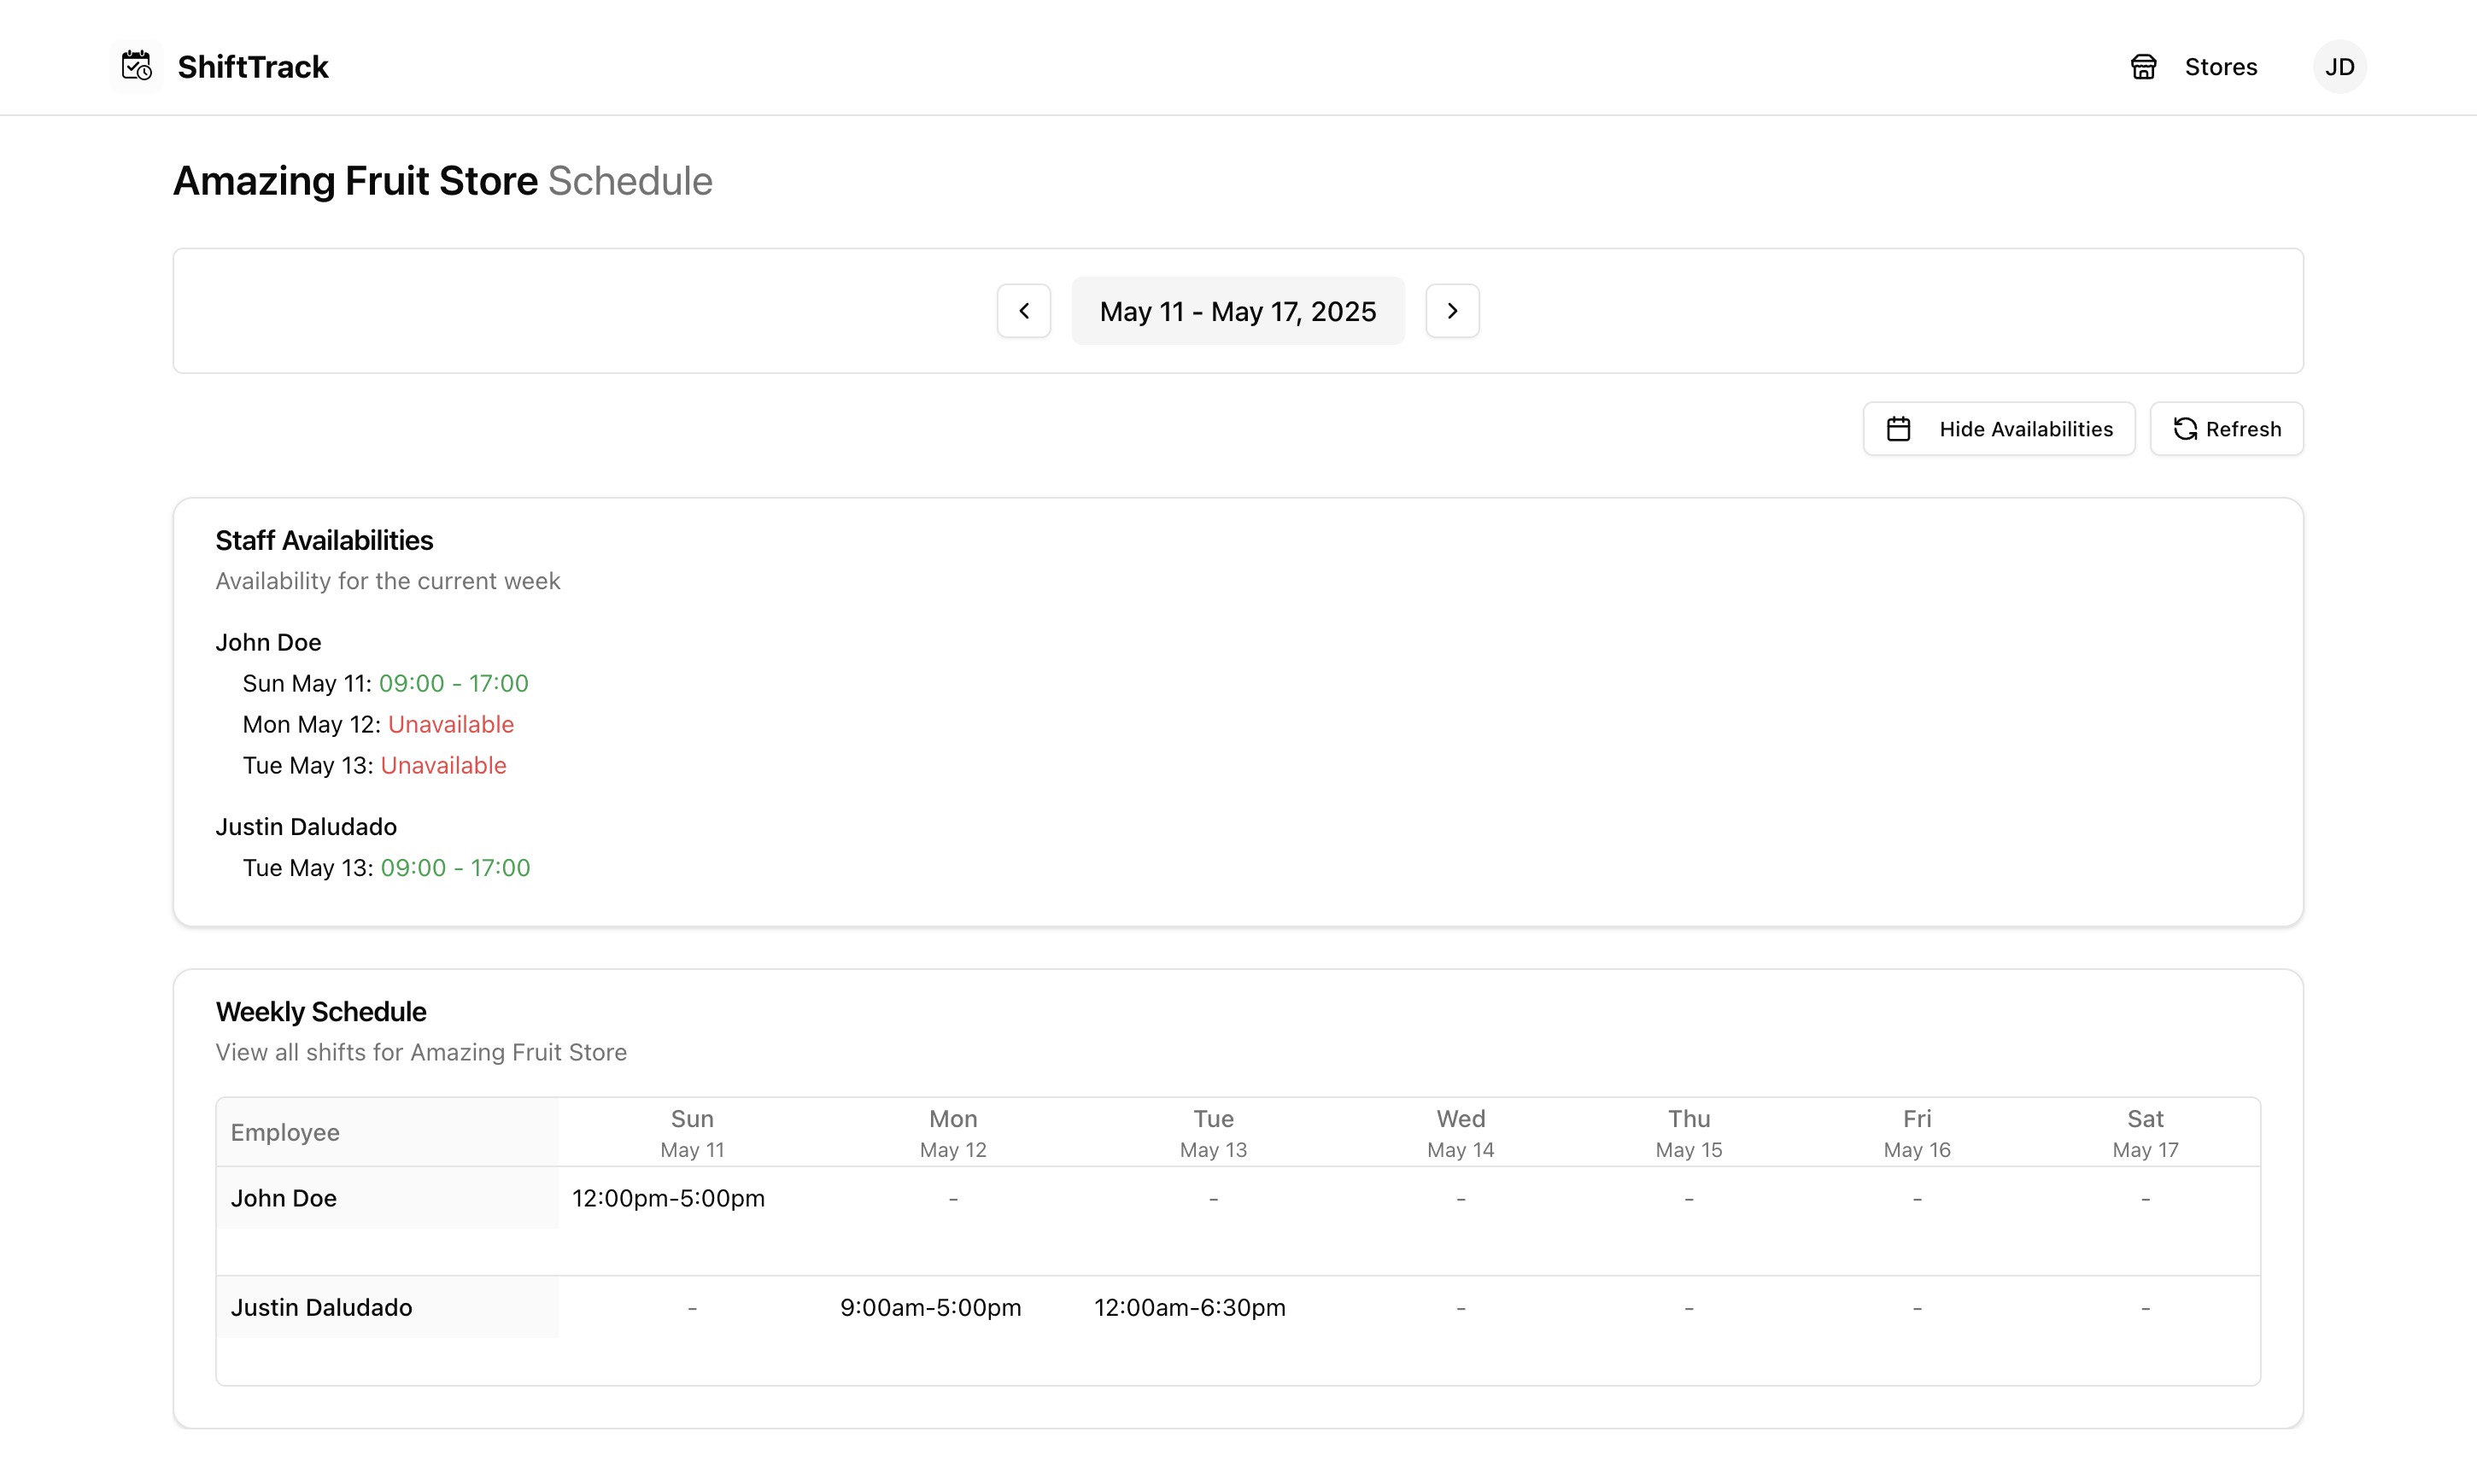 ShiftTrack
Stores
JD
Amazing Fruit Store Schedule
May 11 - May 17, 2025
Hide Availabilities
Refresh
Staff Availabilities
Availability for the current week
John Doe
Sun May 11: 09:00 - 17:00
Mon May 12: Unavailable
Tue May 13: Unavailable
Justin Daludado
Tue May 13: 09:00 - 17:00
Weekly Schedule
View all shifts for Amazing Fruit Store
Employee Sun Mon Tue Wed Thu Fri Sat
May 11 May 12 May 13 May 14 May 15 May 16 May 17
John Doe 12:00pm-5:00pm - - - - - -
Justin Daludado - 9:00am-5:00pm 12:00am-6:30pm - - - -